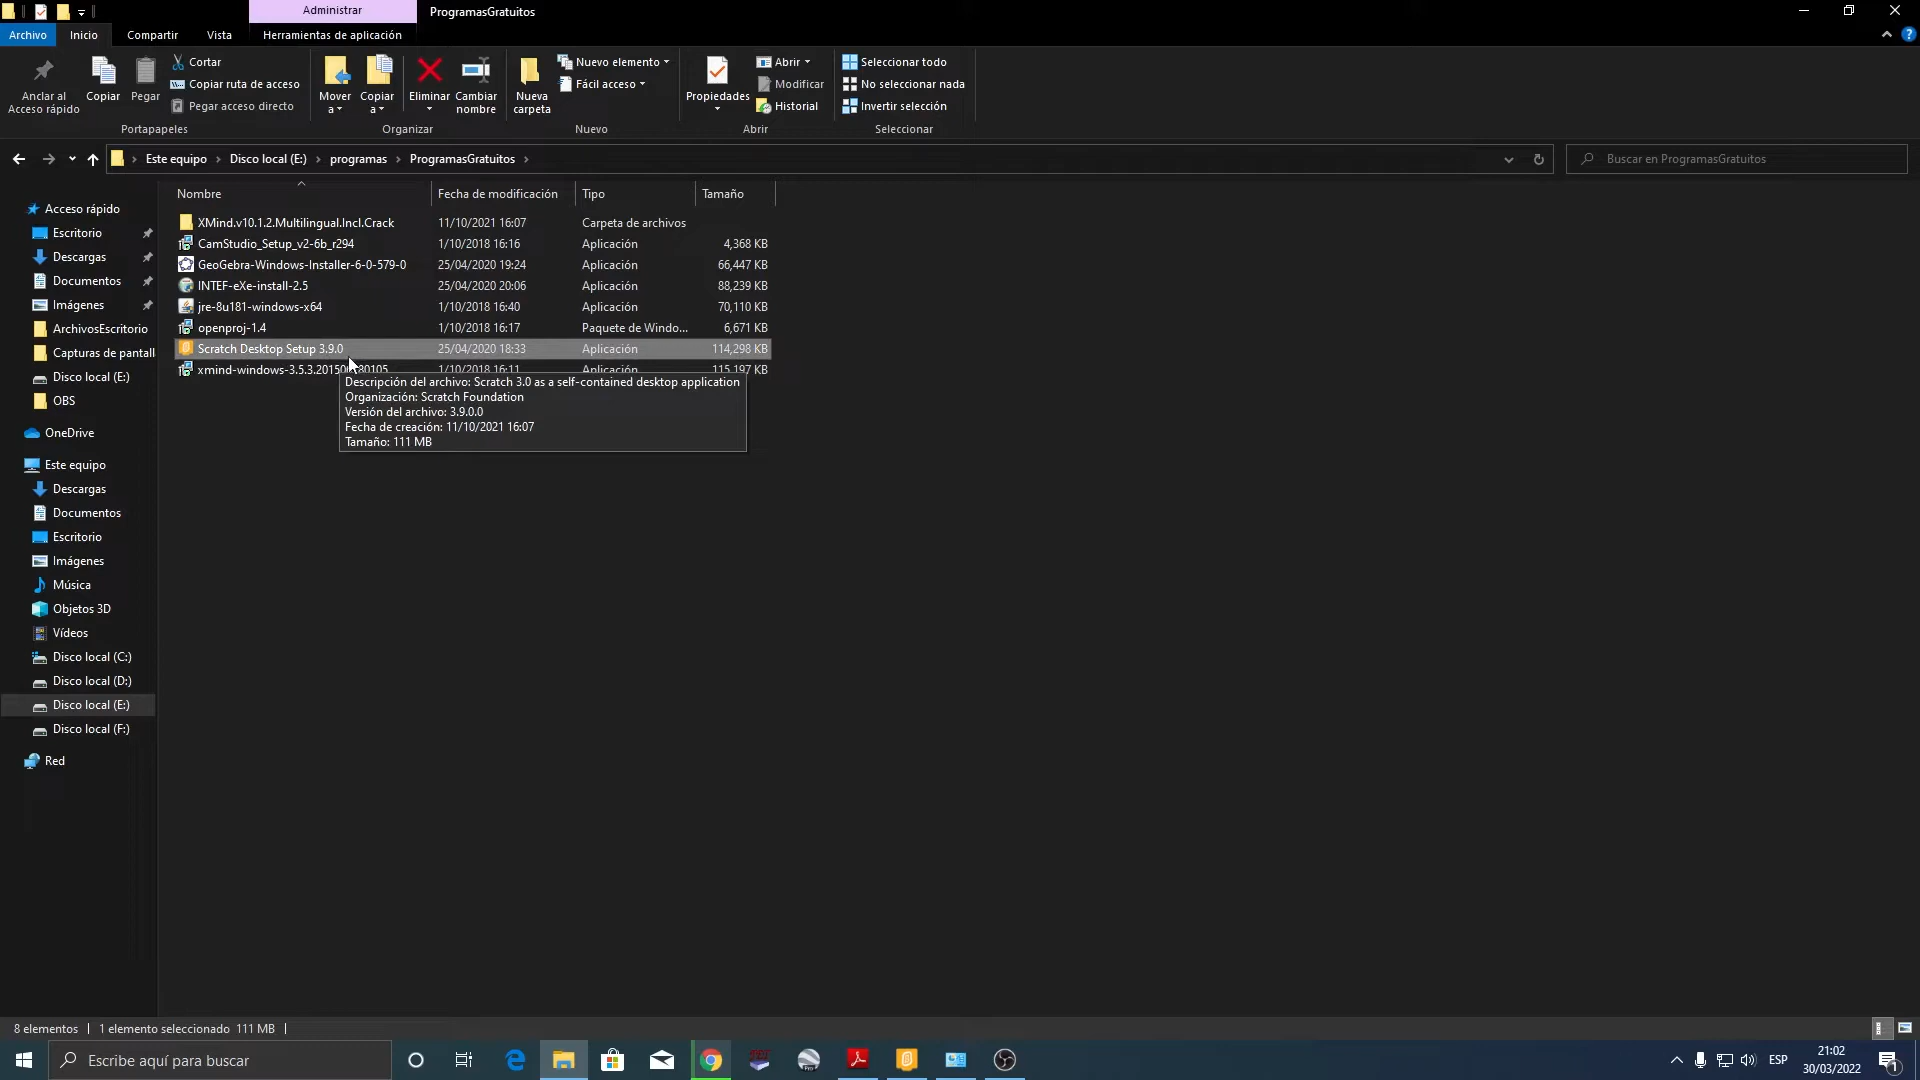 Administrar
ProgramasGratuitos
Archivo
Inicio
Compartir
Vista
Herramientas de aplicación
Anclar al
Acceso rápido
Copiar
Pegar
Cortar
Copiar ruta de acceso
Pegar acceso directo
Portapapeles
Mover
a
Copiar
a
Eliminar
Cambiar
nombre
Organizar
Nueva
carpeta
Nuevo elemento
Fácil acceso
Nuevo
Propiedades
Abrir
Modificar
Historial
Abrir
Seleccionar todo
No seleccionar nada
Invertir selección
Seleccionar
Este equipo
Disco local (E:)
programas
ProgramasGratuitos
Buscar en ProgramasGratuitos
Acceso rápido
Escritorio
Descargas
Documentos
Imágenes
ArchivosEscritorio
Capturas de pantall
Disco local (E:)
OBS
OneDrive
Este equipo
Descargas
Documentos
Escritorio
Imágenes
Música
Objetos 3D
Vídeos
Disco local (C:)
Disco local (D:)
Disco local (E:)
Disco local (F:)
Red
Nombre Fecha de modificación Tipo Tamaño
XMind.v10.1.2.Multilingual.Incl.Crack 11/10/2021 16:07 Carpeta de archivos
CamStudio_Setup_v2-6b_r294 1/10/2018 16:16 Aplicación 4,368 KB
GeoGebra-Windows-Installer-6-0-579-0 25/04/2020 19:24 Aplicación 66,447 KB
INTEF-eXe-install-2.5 25/04/2020 20:06 Aplicación 88,239 KB
jre-8u181-windows-x64 1/10/2018 16:40 Aplicación 70,110 KB
openproj-1.4 1/10/2018 16:17 Paquete de Windo... 6,671 KB
Scratch Desktop Setup 3.9.0 25/04/2020 18:33 Aplicación 114,298 KB
1/10/2018 16:11 Aplicación 115,197 KB
Descripción del archivo: Scratch 3.0 as a self-contained desktop application
Organización: Scratch Foundation
Versión del archivo: 3.9.0.0
Fecha de creación: 11/10/2021 16:07
Tamaño: 111 MB
8 elementos
1 elemento seleccionado 111 MB
Escribe aquí para buscar
ESP
21:02
30/03/2022
1